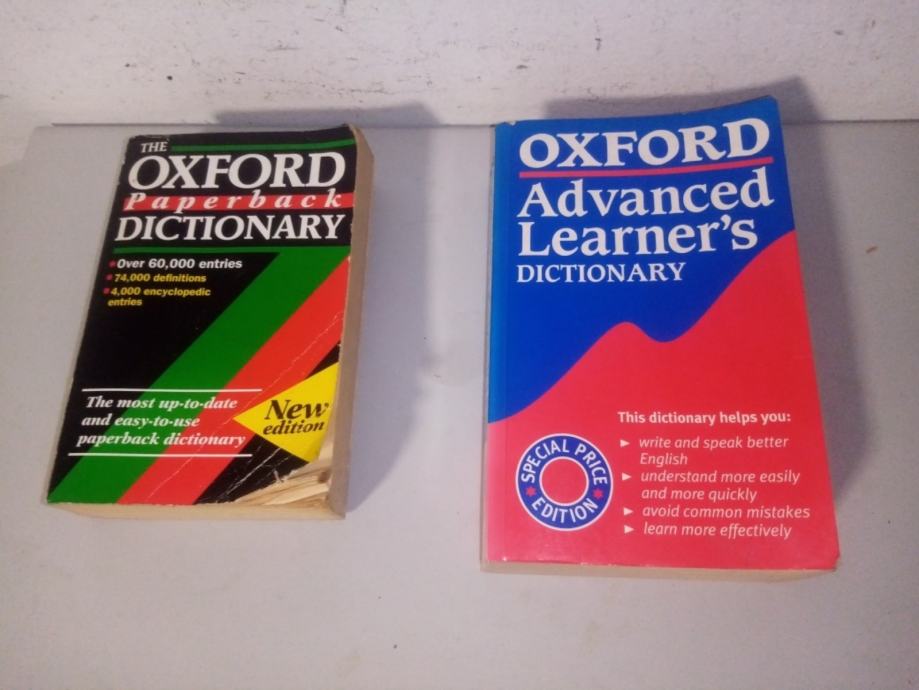 THE
OXFORD
Paperback
DICTIONARY
Over 60,000 entries
74,000 definitions
4,000 encyclopedic
entries
The most up-to-date
and easy-to-use
paperback dictionary
New
edition
OXFORD
Advanced
Learner's
DICTIONARY
This dictionary helps you:
► write and speak better
English
► understand more easily
and more quickly
► avoid common mistakes
► learn more effectively
SPECIAL PRICE
EDITION